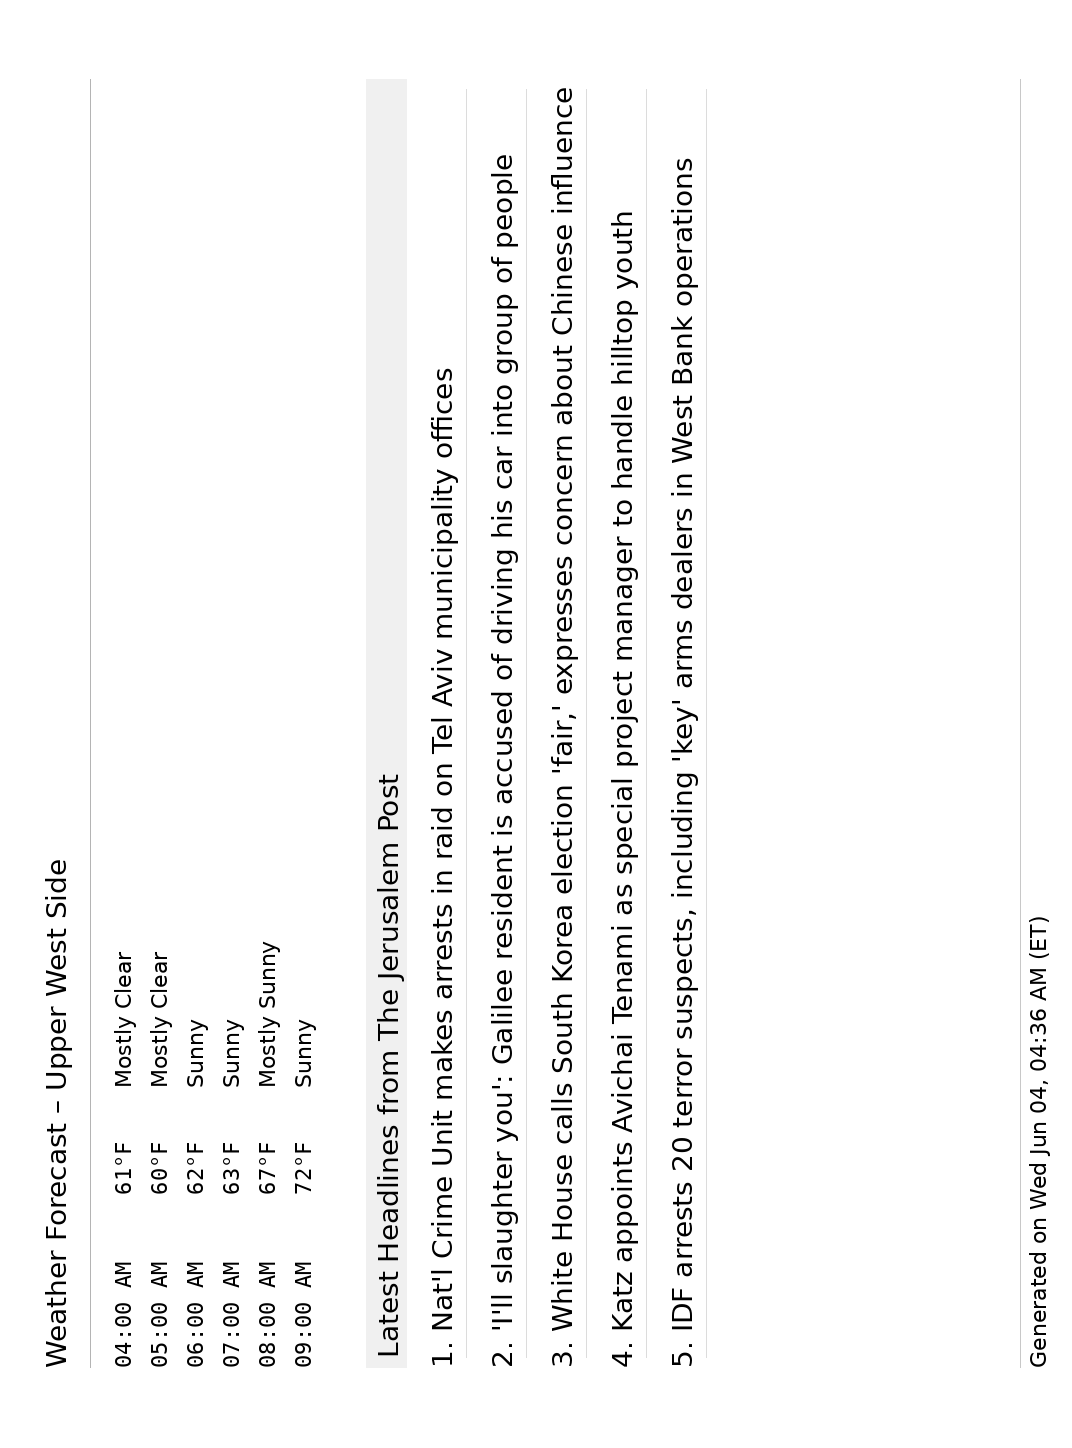 Weather Forecast – Upper West Side
04:00 AM 61°F Mostly Clear
05:00 AM 60°F Mostly Clear
06:00 AM 62°F Sunny
07:00 AM 63°F Sunny
08:00 AM 67°F Mostly Sunny
09:00 AM 72°F Sunny
Latest Headlines from The Jerusalem Post
1. Nat'l Crime Unit makes arrests in raid on Tel Aviv municipality offices
2. 'I'll slaughter you': Galilee resident is accused of driving his car into group of people
3. White House calls South Korea election 'fair,' expresses concern about Chinese influence
4. Katz appoints Avichai Tenami as special project manager to handle hilltop youth
5. IDF arrests 20 terror suspects, including 'key' arms dealers in West Bank operations
Generated on Wed Jun 04, 04:36 AM (ET)